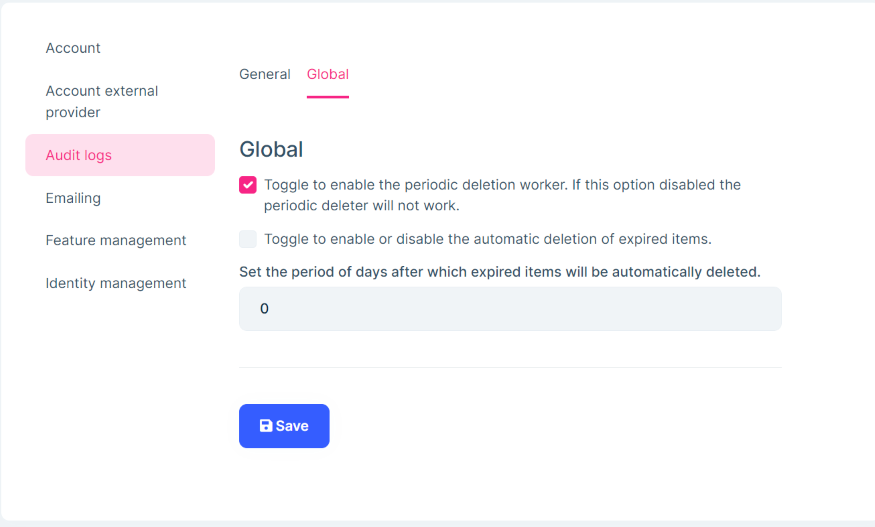 Account
Account external
provider
Audit logs
Emailing
Feature management
Identity management
General
Global
Global
Toggle to enable the periodic deletion worker. If this option disabled the
periodic deleter will not work.
Toggle to enable or disable the automatic deletion of expired items.
Set the period of days after which expired items will be automatically deleted.
0
Save